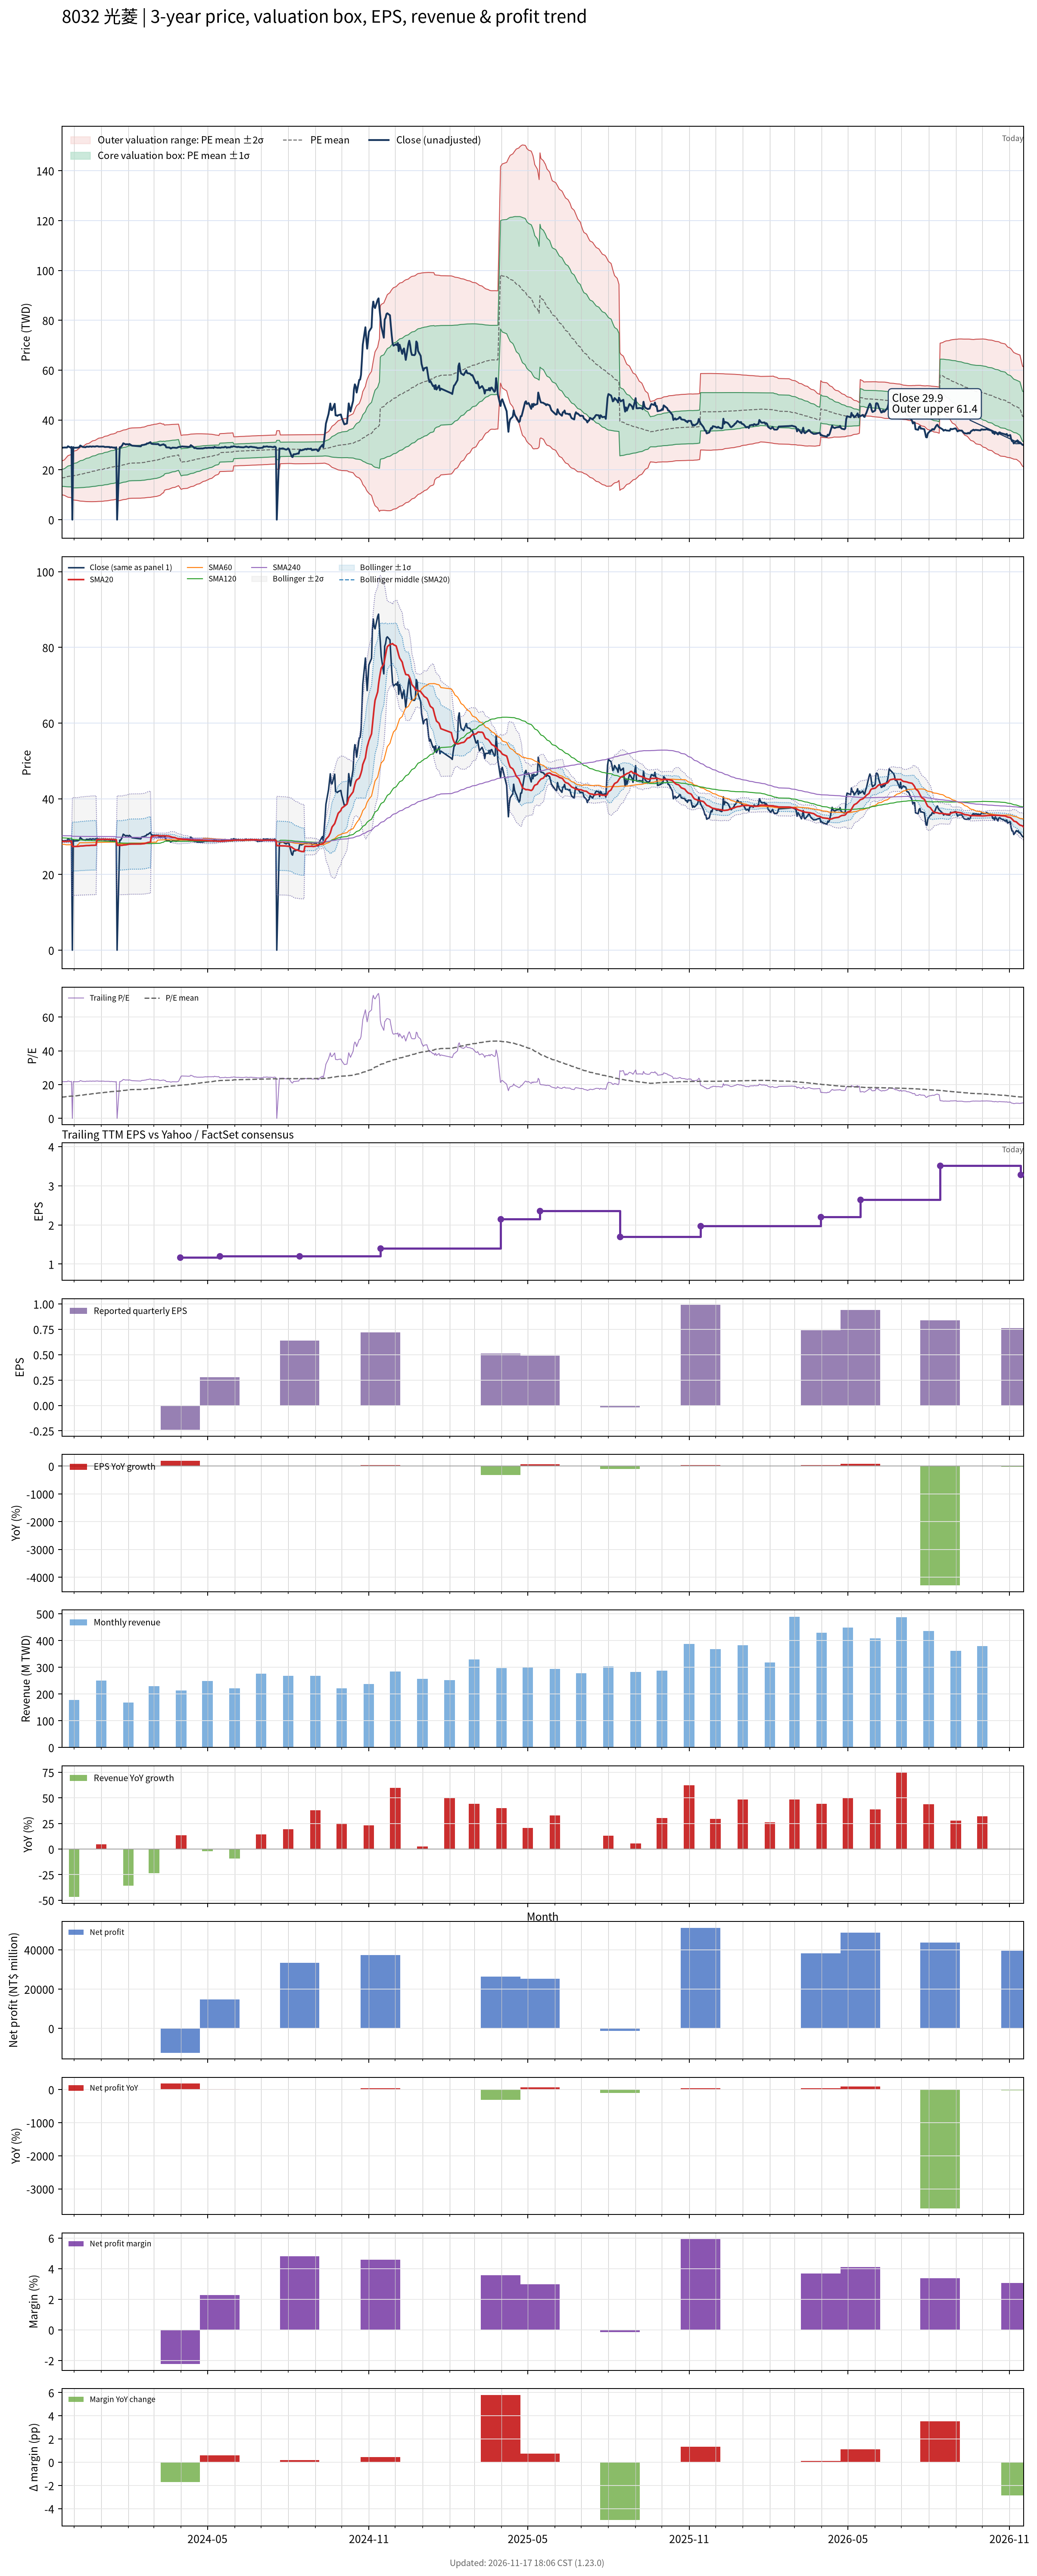 8032 光菱 | 3-year price, valuation box, EPS, revenue & profit trend
Outer valuation range: PE mean ±2σ
PE mean
Close (unadjusted)
Core valuation box: PE mean ±1σ
Today
Price (TWD)
140
120
100
80
60
40
20
0
Close 29.9
Outer upper 61.4
Close (same as panel 1)
SMA60
SMA240
Bollinger ±1σ
SMA20
SMA120
Bollinger ±2σ
Bollinger middle (SMA20)
Price
100
80
60
40
20
0
Trailing P/E
P/E mean
P/E
60
40
20
0
Trailing TTM EPS vs Yahoo / FactSet consensus
Today
EPS
4
3
2
1
Reported quarterly EPS
EPS
1.00
0.75
0.50
0.25
0.00
-0.25
EPS YoY growth
YoY (%)
0
-1000
-2000
-3000
-4000
Monthly revenue
Revenue (M TWD)
500
400
300
200
100
0
Revenue YoY growth
YoY (%)
75
50
25
0
-25
-50
Month
Net profit
Net profit (NT$ million)
40000
20000
0
Net profit YoY
YoY (%)
0
-1000
-2000
-3000
Net profit margin
Margin (%)
6
4
2
0
-2
Margin YoY change
Δ margin (pp)
6
4
2
0
-2
-4
2024-05
2024-11
2025-05
2025-11
2026-05
2026-11
Updated: 2026-11-17 18:06 CST (1.23.0)